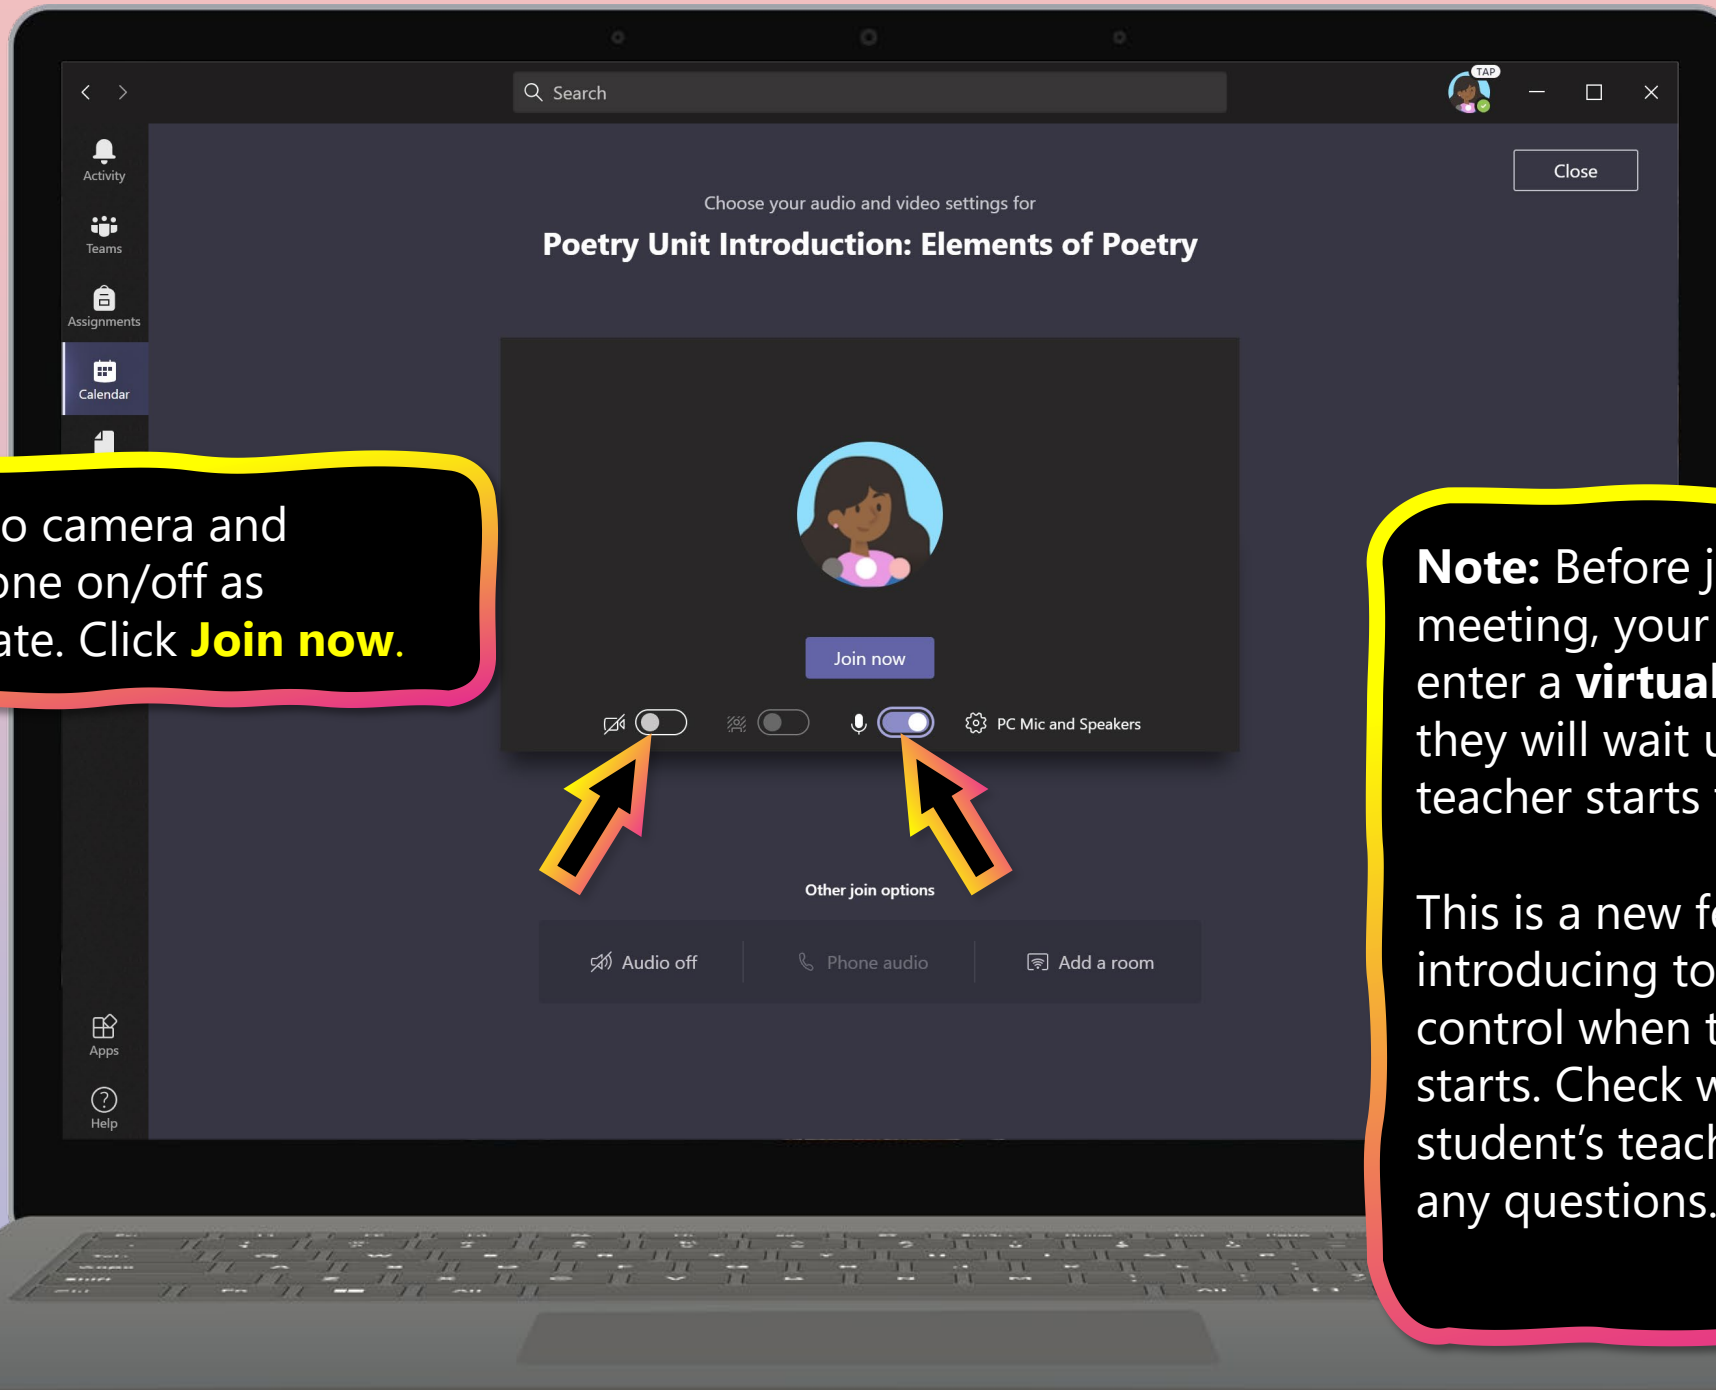 Search
TAP
Activity
Close
Choose your audio and video settings for
Teams
Poetry Unit Introduction: Elements of Poetry
Assignments
Calendar
o camera and
one on/off as
ate. Click Join now.
Join now
PC Mic and Speakers
Note: Before j
meeting, your
enter a virtual
they will wait u
teacher starts t
This is a new fe
introducing to
control when t
starts. Check w
student's teach
any questions.
Other join options
Audio off
Phone audio
Add a room
Apps
Help